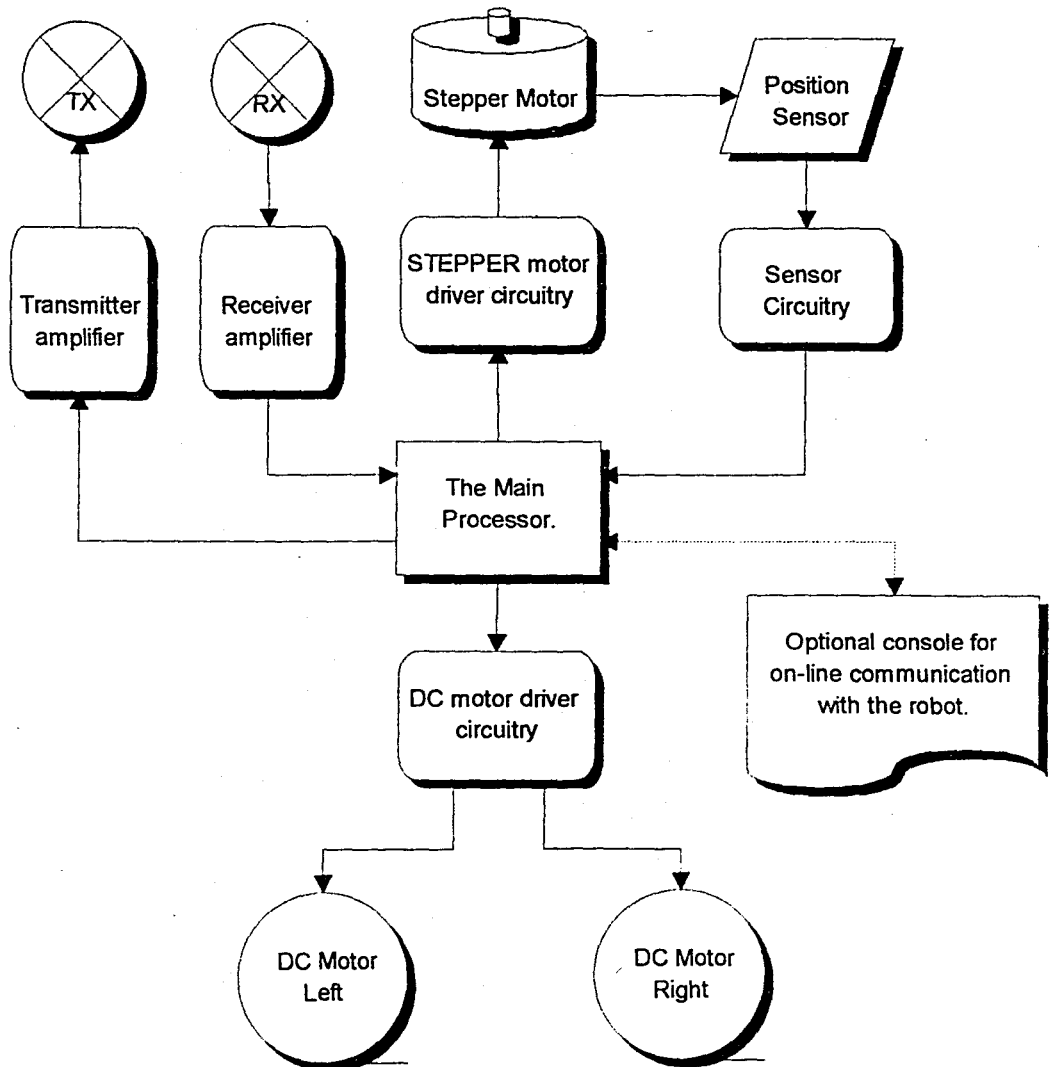 TX
RX
Stepper Motor
Position
Sensor
Transmitter
amplifier
Receiver
amplifier
STEPPER motor
driver circuitry
Sensor
Circuitry
The Main
Processor.
Optional console for
on-line communication
with the robot.
DC motor driver
circuitry
DC Motor
Left
DC Motor
Right